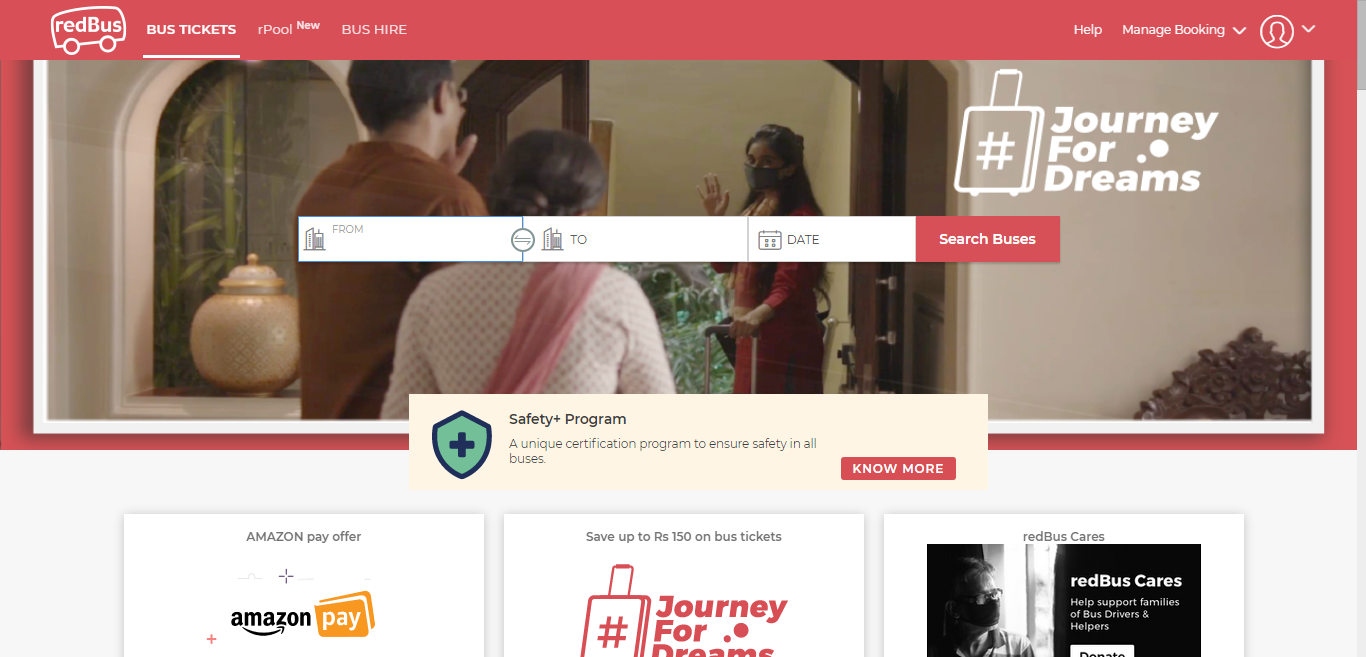 redBus
BUS TICKETS
rPool New
BUS HIRE
Help
Manage Booking
#
Journey
For
Dreams
FROM
TO
DATE
Search Buses
Safety+ Program
A unique certification program to ensure safety in all
buses.
KNOW MORE
AMAZON pay offer
amazon pay
Save up to Rs 150 on bus tickets
#
Journey
For
Dreams
redBus Cares
redBus Cares
Help support families
of Bus Drivers &
Helpers
Donate